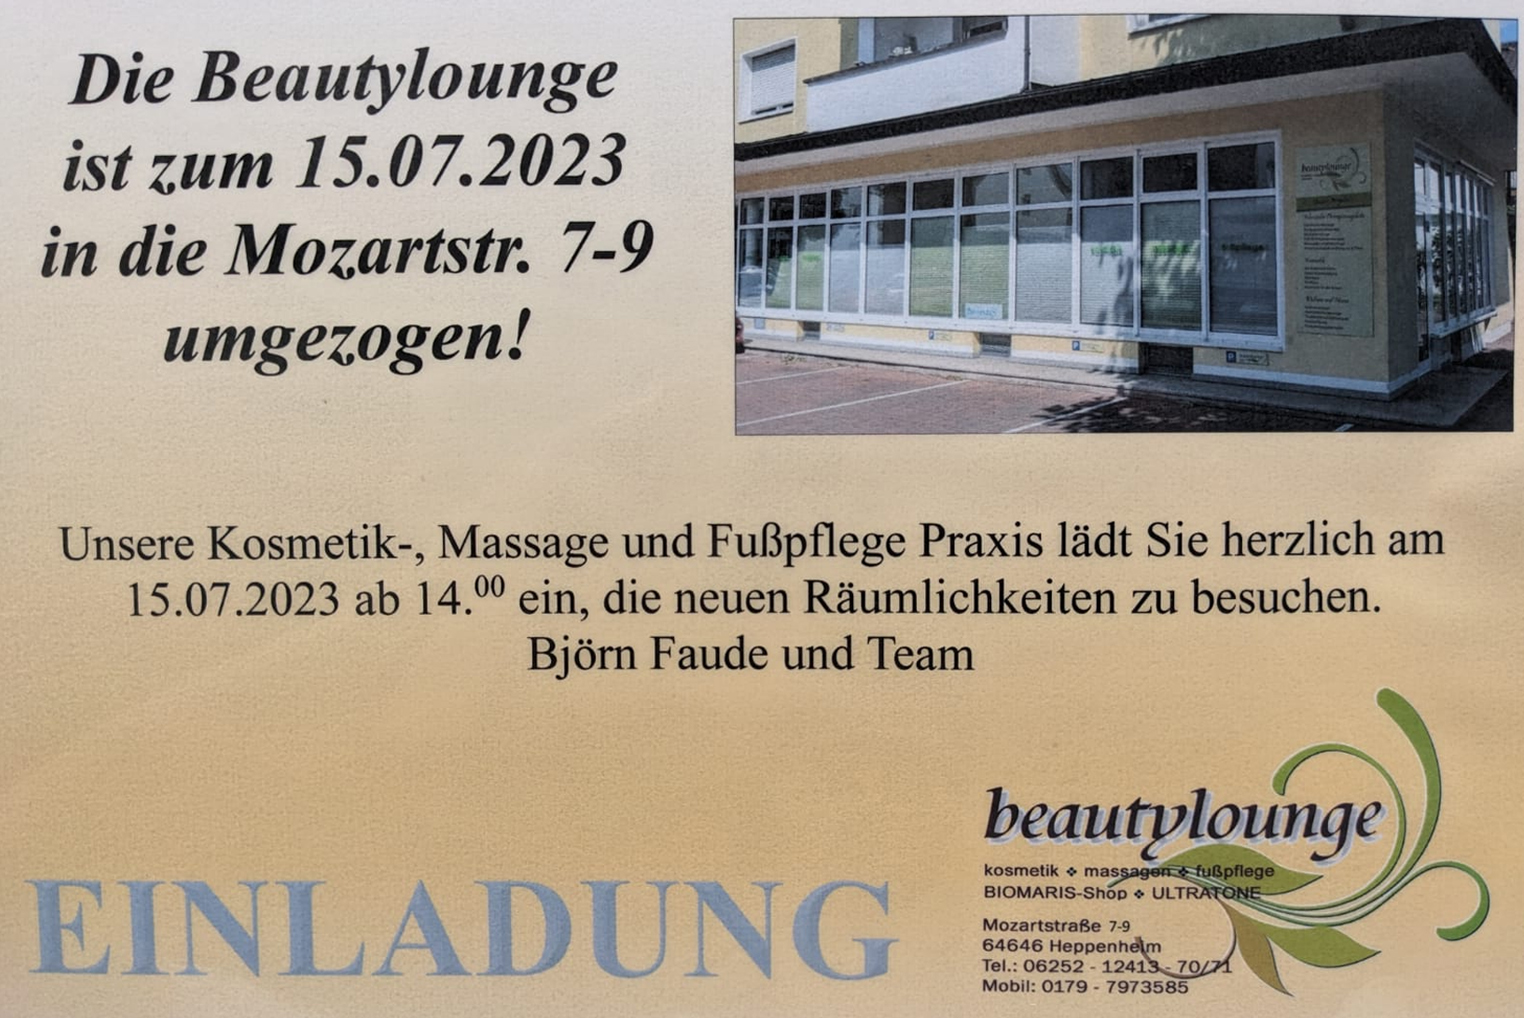 Die Beautylounge
ist zum 15.07.2023
in die Mozartstr. 7-9
umgezogen!
beautylounge
Unsere Kosmetik-, Massage und Fußpflege Praxis lädt Sie herzlich am
15.07.2023 ab 14.⁰⁰ ein, die neuen Räumlichkeiten zu besuchen.
Björn Faude und Team
EINLADUNG
beautylounge
kosmetik ❖ massagen ❖ fußpflege
BIOMARIS-Shop ❖ ULTRATONE
Mozartstraße 7-9
64646 Heppenheim
Tel.: 06252 - 12413 - 70/71
Mobil: 0179 - 7973585